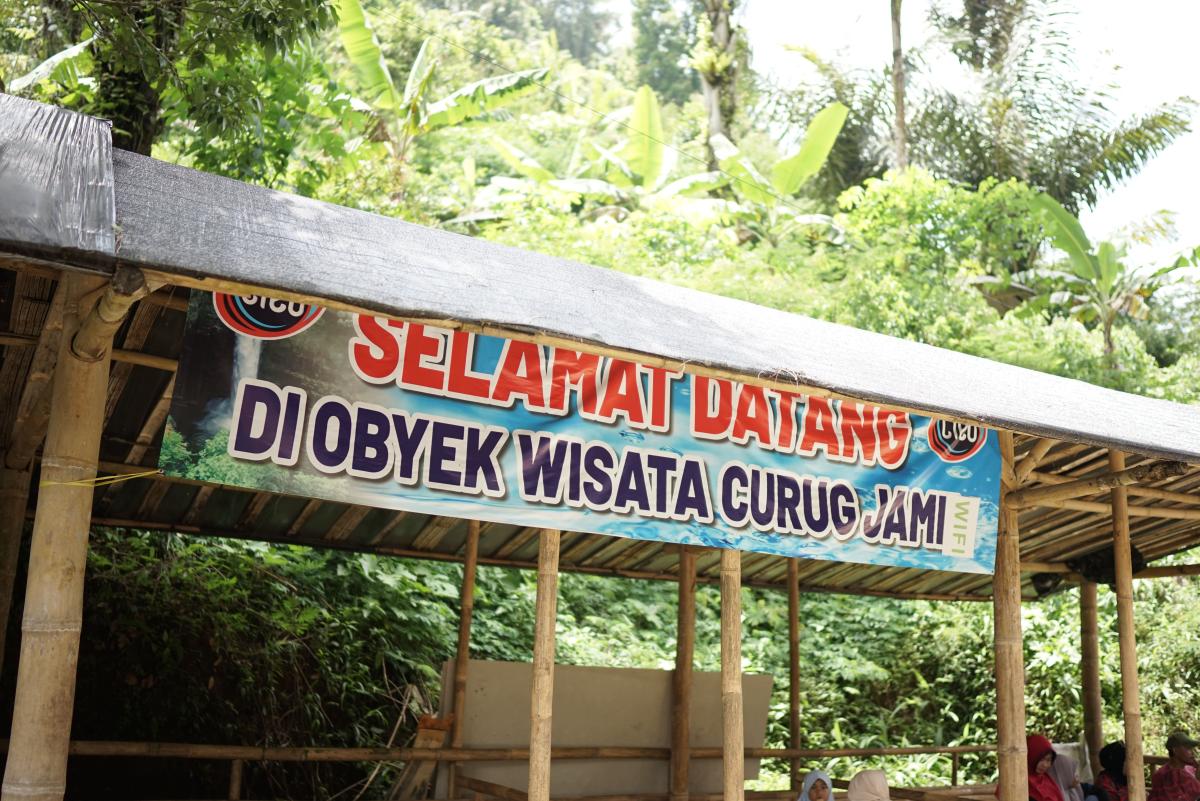 SELAMAT DATANG
DI OBYEK WISATA CURUG JAMI
WIFI